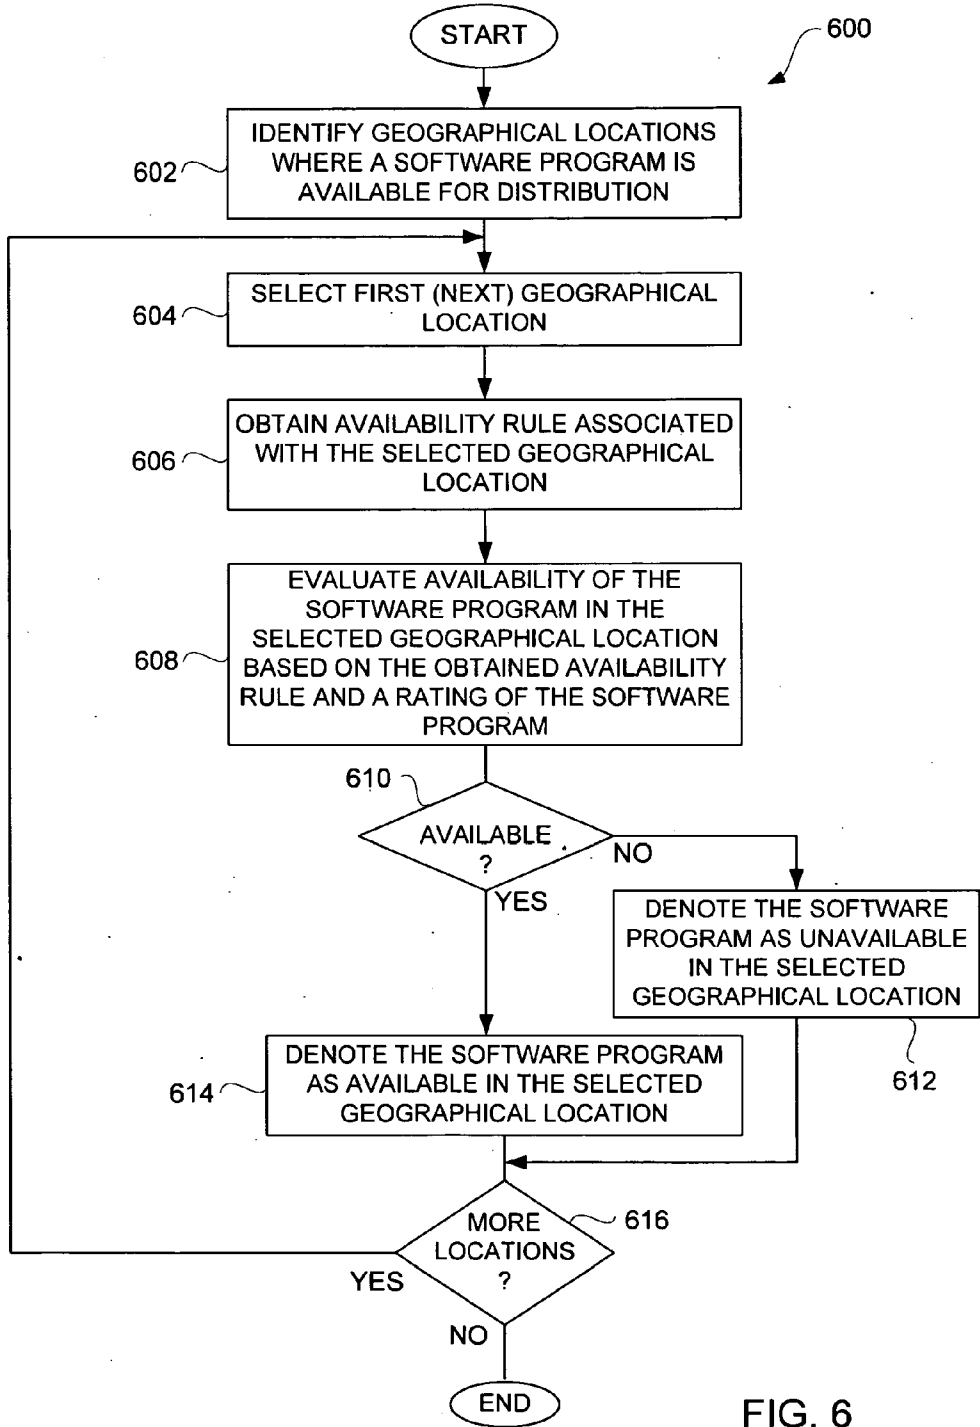 START
600
IDENTIFY GEOGRAPHICAL LOCATIONS
WHERE A SOFTWARE PROGRAM IS
AVAILABLE FOR DISTRIBUTION
602
SELECT FIRST (NEXT) GEOGRAPHICAL
LOCATION
604
OBTAIN AVAILABILITY RULE ASSOCIATED
WITH THE SELECTED GEOGRAPHICAL
LOCATION
606
EVALUATE AVAILABILITY OF THE
SOFTWARE PROGRAM IN THE
SELECTED GEOGRAPHICAL LOCATION
BASED ON THE OBTAINED AVAILABILITY
RULE AND A RATING OF THE SOFTWARE
PROGRAM
608
610
AVAILABLE
?
NO
YES
DENOTE THE SOFTWARE
PROGRAM AS UNAVAILABLE
IN THE SELECTED
GEOGRAPHICAL LOCATION
612
DENOTE THE SOFTWARE PROGRAM
AS AVAILABLE IN THE SELECTED
GEOGRAPHICAL LOCATION
614
MORE
LOCATIONS
?
616
YES
NO
END
FIG. 6